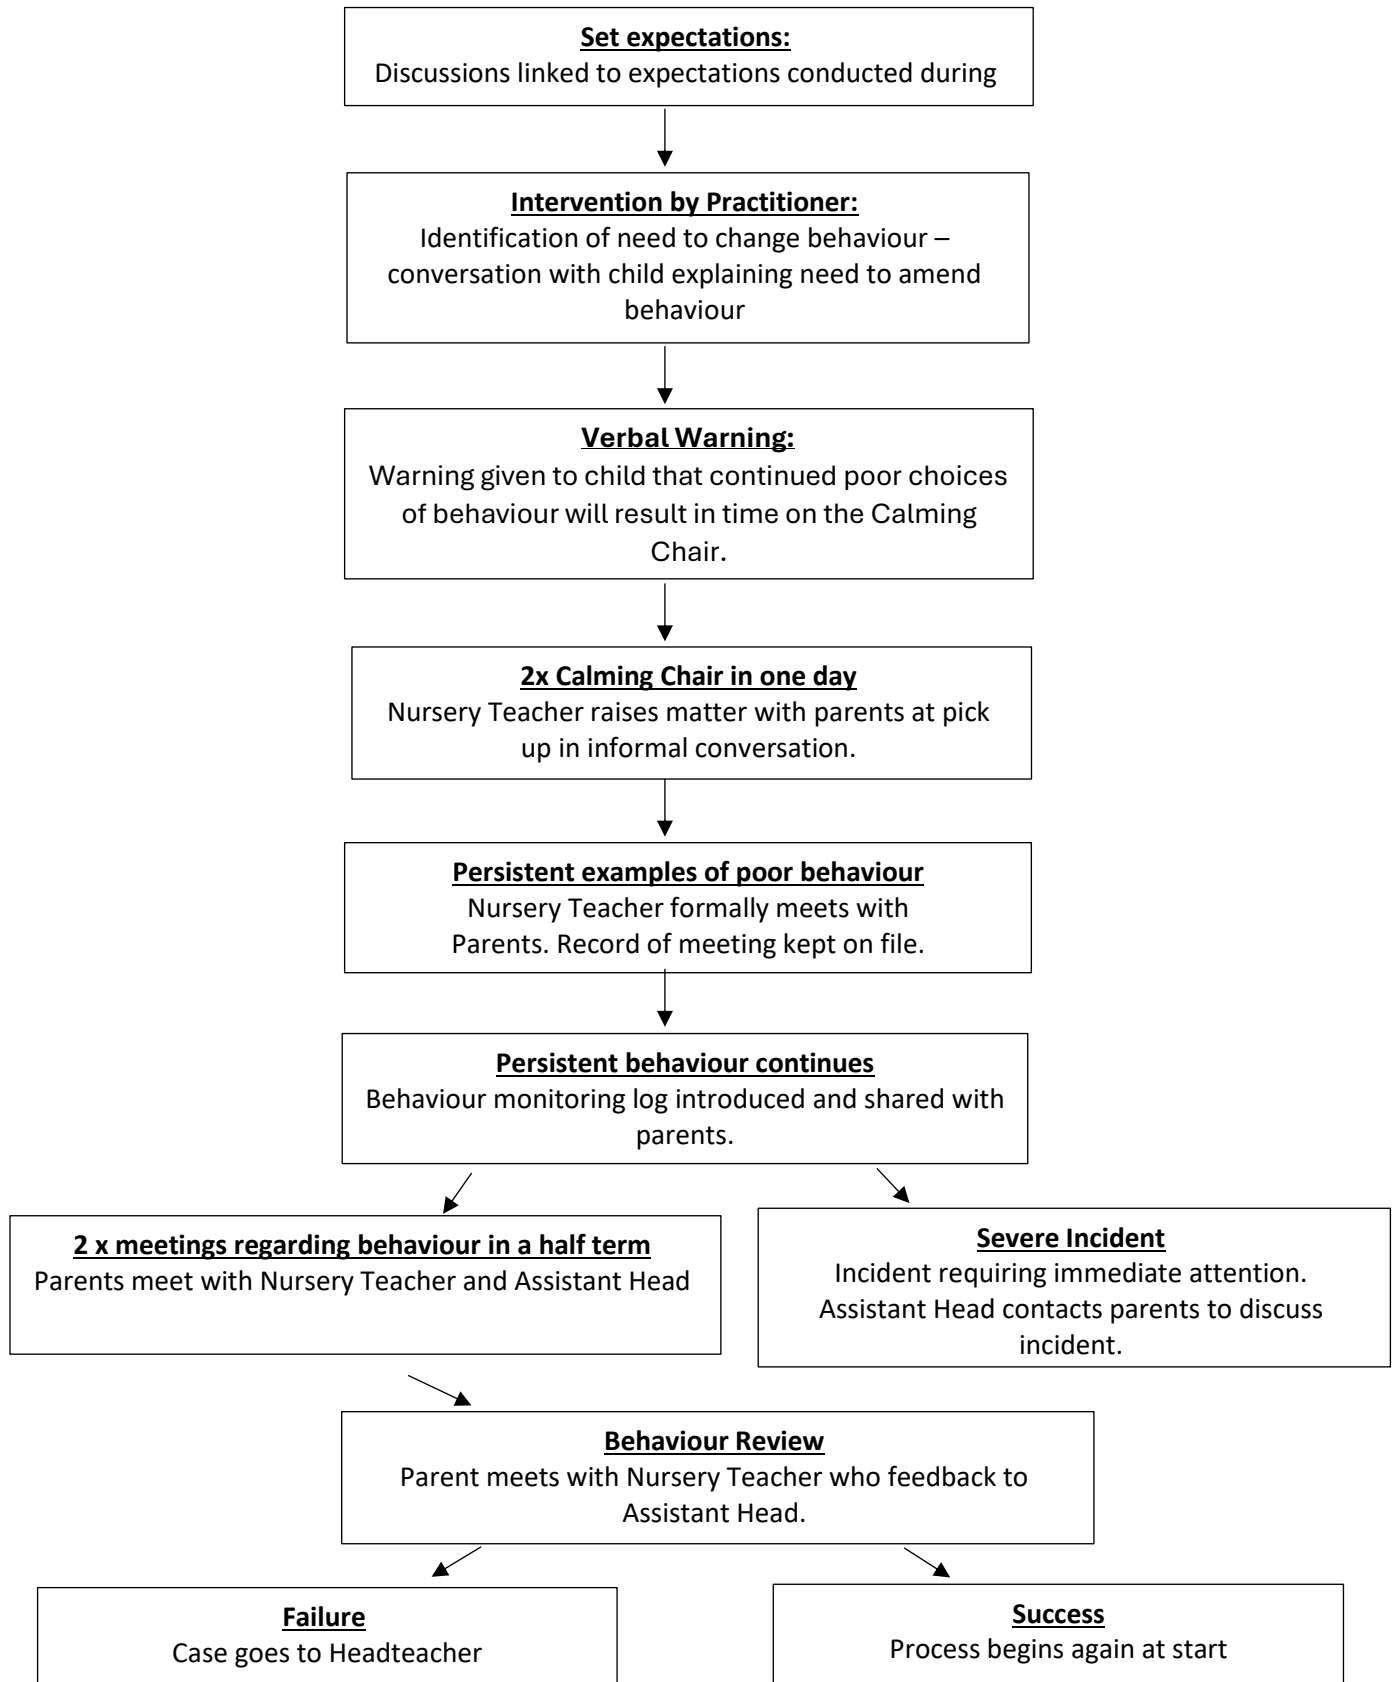 Set expectations:
Discussions linked to expectations conducted during
Intervention by Practitioner:
Identification of need to change behaviour –
conversation with child explaining need to amend
behaviour
Verbal Warning:
Warning given to child that continued poor choices
of behaviour will result in time on the Calming
Chair.
2x Calming Chair in one day
Nursery Teacher raises matter with parents at pick
up in informal conversation.
Persistent examples of poor behaviour
Nursery Teacher formally meets with
Parents. Record of meeting kept on file.
Persistent behaviour continues
Behaviour monitoring log introduced and shared with
parents.
2 x meetings regarding behaviour in a half term
Parents meet with Nursery Teacher and Assistant Head
Severe Incident
Incident requiring immediate attention.
Assistant Head contacts parents to discuss
incident.
Behaviour Review
Parent meets with Nursery Teacher who feedback to
Assistant Head.
Failure
Case goes to Headteacher
Success
Process begins again at start